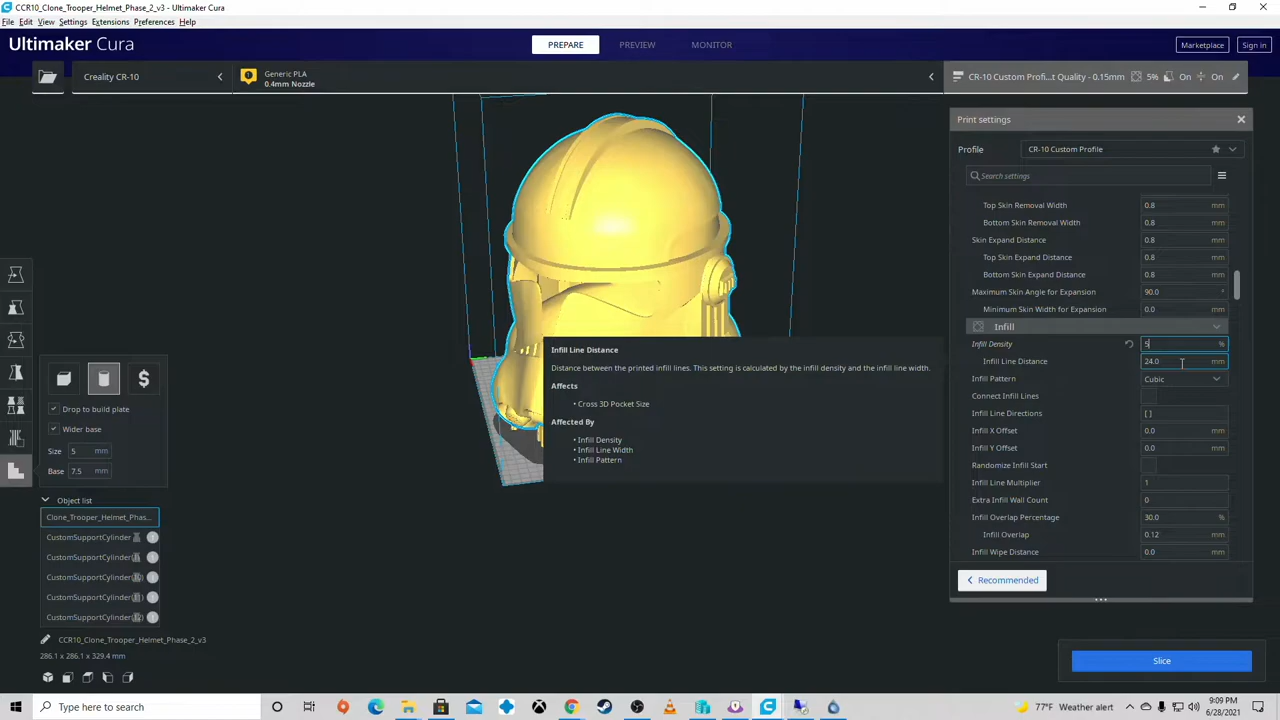 CCR10_Clone_Trooper_Helmet_Phase_2_v3 - Ultimaker Cura
File Edit View Settings Extensions Preferences Help
Ultimaker Cura
PREPARE PREVIEW MONITOR
Marketplace Sign in
Creality CR-10
Generic PLA
0.4mm Nozzle
CR-10 Custom Profi...t Quality - 0.15mm 5% On On
Print settings
Profile CR-10 Custom Profile
Search settings
Top Skin Removal Width 0.8 mm
Bottom Skin Removal Width 0.8 mm
Skin Expand Distance 0.8 mm
Top Skin Expand Distance 0.8 mm
Bottom Skin Expand Distance 0.8 mm
Maximum Skin Angle for Expansion 90.0 °
Minimum Skin Width for Expansion 0.0 mm
Infill
Infill Density 5 %
Infill Line Distance 24.0 mm
Infill Pattern Cubic
Connect Infill Lines
Infill Line Directions [ ]
Infill X Offset 0.0 mm
Infill Y Offset 0.0 mm
Randomize Infill Start
Infill Line Multiplier 1
Extra Infill Wall Count 0
Infill Overlap Percentage 30.0 %
Infill Overlap 0.12 mm
Infill Wipe Distance 0.0 mm
Recommended
Infill Line Distance
Distance between the printed infill lines. This setting is calculated by the infill density and the infill line width.
Affects
• Cross 3D Pocket Size
Affected By
• Infill Density
• Infill Line Width
• Infill Pattern
$
Drop to build plate
Wider base
Size 5 mm
Base 7.5 mm
Object list
Clone_Trooper_Helmet_Phas...
CustomSupportCylinder 1
CustomSupportCylinder( 1
CustomSupportCylinder( 1
CustomSupportCylinder( 1
CustomSupportCylinder( 1
CCR10_Clone_Trooper_Helmet_Phase_2_v3
286.1 x 286.1 x 329.4 mm
Slice
Type here to search
77°F Weather alert
9:09 PM
6/28/2021